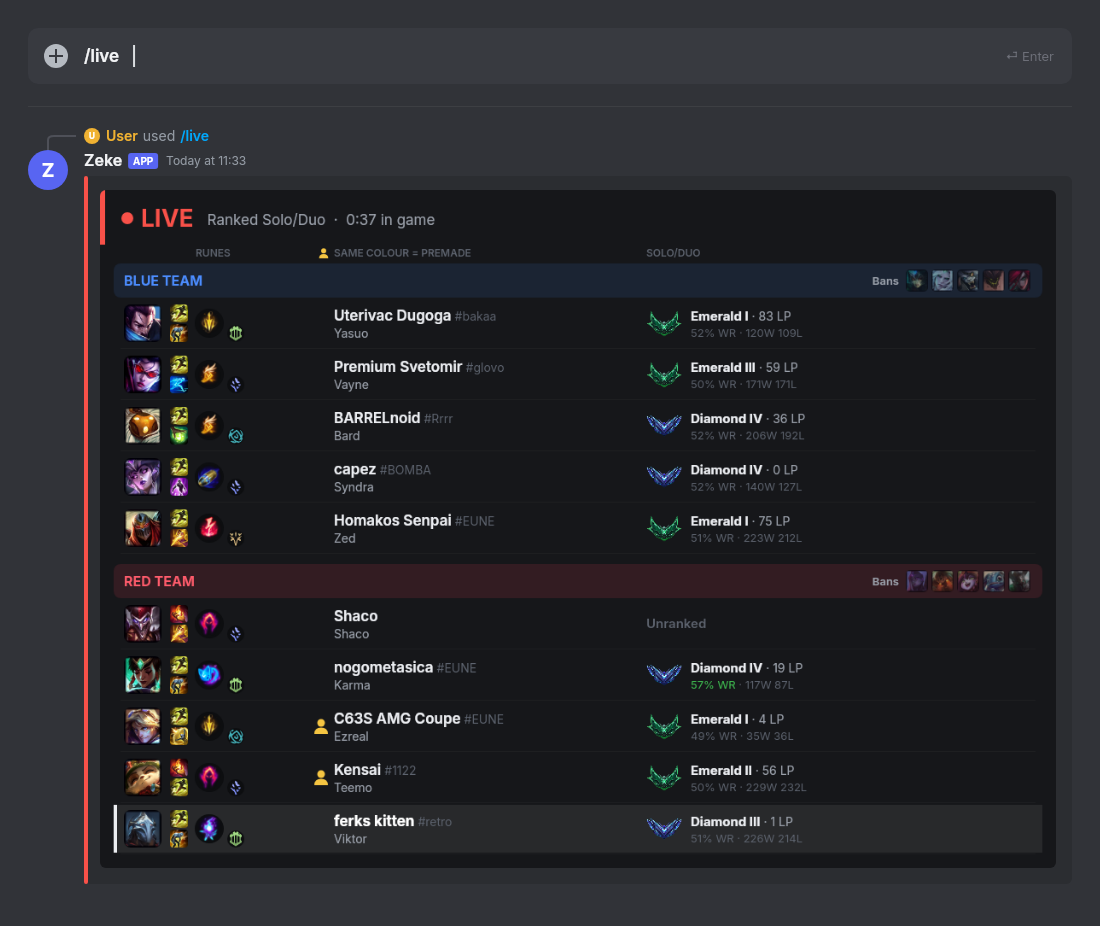 /live
⏎ Enter
U User used /live
Z
Zeke APP Today at 11:33
LIVE Ranked Solo/Duo · 0:37 in game
RUNES SAME COLOUR = PREMADE SOLO/DUO
BLUE TEAM Bans
Uterivac Dugoga #bakaa Emerald I · 83 LP
Yasuo 52% WR · 120W 109L
Premium Svetomir #glovo Emerald III · 59 LP
Vayne 50% WR · 171W 171L
BARRELnoid #Rrrr Diamond IV · 36 LP
Bard 52% WR · 206W 192L
capez #BOMBA Diamond IV · 0 LP
Syndra 52% WR · 140W 127L
Homakos Senpai #EUNE Emerald I · 75 LP
Zed 51% WR · 223W 212L
RED TEAM Bans
Shaco
Shaco Unranked
nogometasica #EUNE Diamond IV · 19 LP
Karma 57% WR · 117W 87L
C63S AMG Coupe #EUNE Emerald I · 4 LP
Ezreal 49% WR · 35W 36L
Kensai #1122 Emerald II · 56 LP
Teemo 50% WR · 229W 232L
ferks kitten #retro Diamond III · 1 LP
Viktor 51% WR · 226W 214L